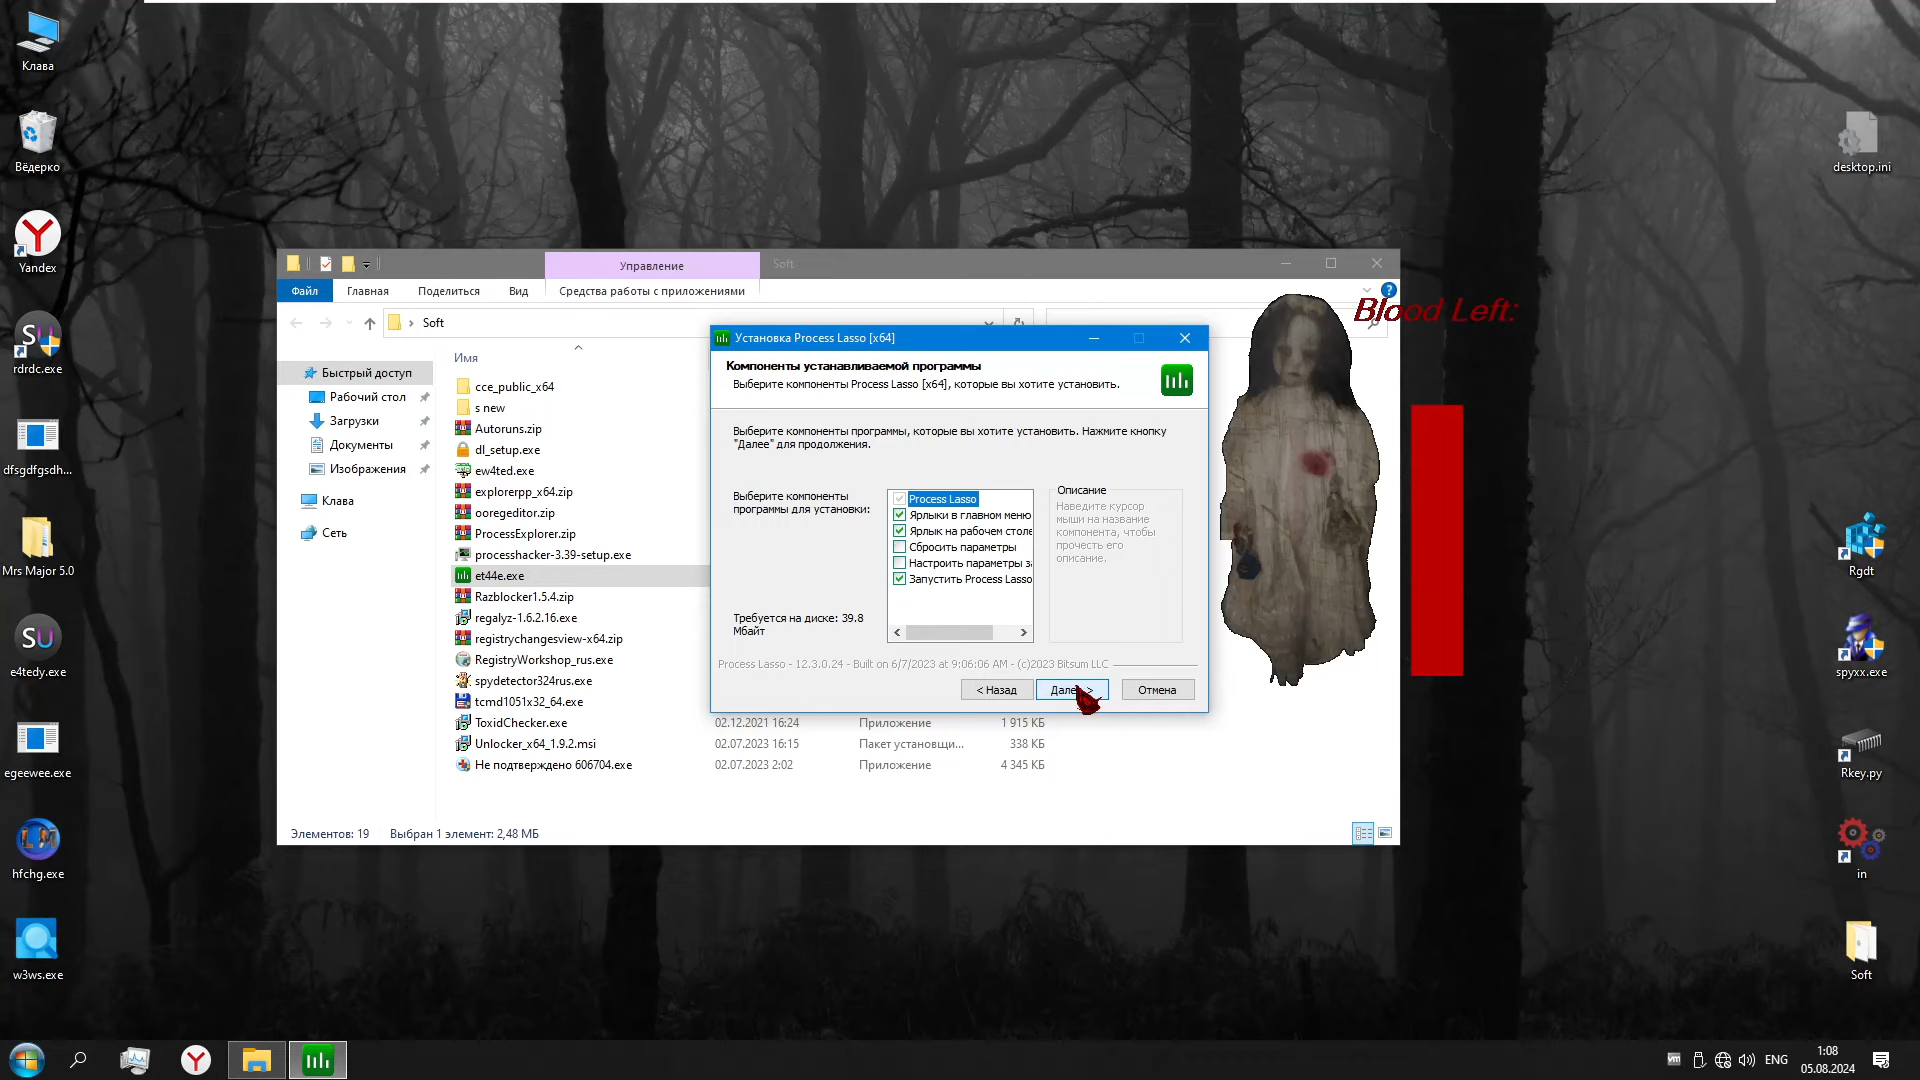 Клава
Вёдерко
Yandex
rdrdc.exe
dfsgdfgsdh...
Mrs Major 5.0
e4tedy.exe
egeewee.exe
hfchg.exe
w3ws.exe
desktop.ini
Rgdt
spyxx.exe
Rkey.py
in
Soft
Управление
Soft
Файл
Главная
Поделиться
Вид
Средства работы с приложениями
Soft
Быстрый доступ
Рабочий стол
Загрузки
Документы
Изображения
Клава
Сеть
Имя
cce_public_x64
s new
Autoruns.zip
dl_setup.exe
ew4ted.exe
explorerpp_x64.zip
ooregeditor.zip
ProcessExplorer.zip
processhacker-3.39-setup.exe
et44e.exe
Razblocker1.5.4.zip
regalyz-1.6.2.16.exe
registrychangesview-x64.zip
RegistryWorkshop_rus.exe
spydetector324rus.exe
tcmd1051x32_64.exe
ToxidChecker.exe 02.12.2021 16:24 Приложение 1 915 КБ
Unlocker_x64_1.9.2.msi 02.07.2023 16:15 Пакет установщи... 338 КБ
Не подтверждено 606704.exe 02.07.2023 2:02 Приложение 4 345 КБ
Элементов: 19 Выбран 1 элемент: 2,48 МБ
Установка Process Lasso [x64]
Компоненты устанавливаемой программы
Выберите компоненты Process Lasso [x64], которые вы хотите установить.
Выберите компоненты программы, которые вы хотите установить. Нажмите кнопку
"Далее" для продолжения.
Выберите компоненты
программы для установки:
Process Lasso
Ярлыки в главном меню
Ярлык на рабочем столе
Сбросить параметры
Настроить параметры за
Запустить Process Lasso
Описание
Наведите курсор
мыши на название
компонента, чтобы
прочесть его
описание.
Требуется на диске: 39.8
Мбайт
Process Lasso - 12.3.0.24 - Built on 6/7/2023 at 9:06:06 AM - (c)2023 Bitsum LLC
< Назад
Далее >
Отмена
Blood Left:
ENG
1:08
05.08.2024